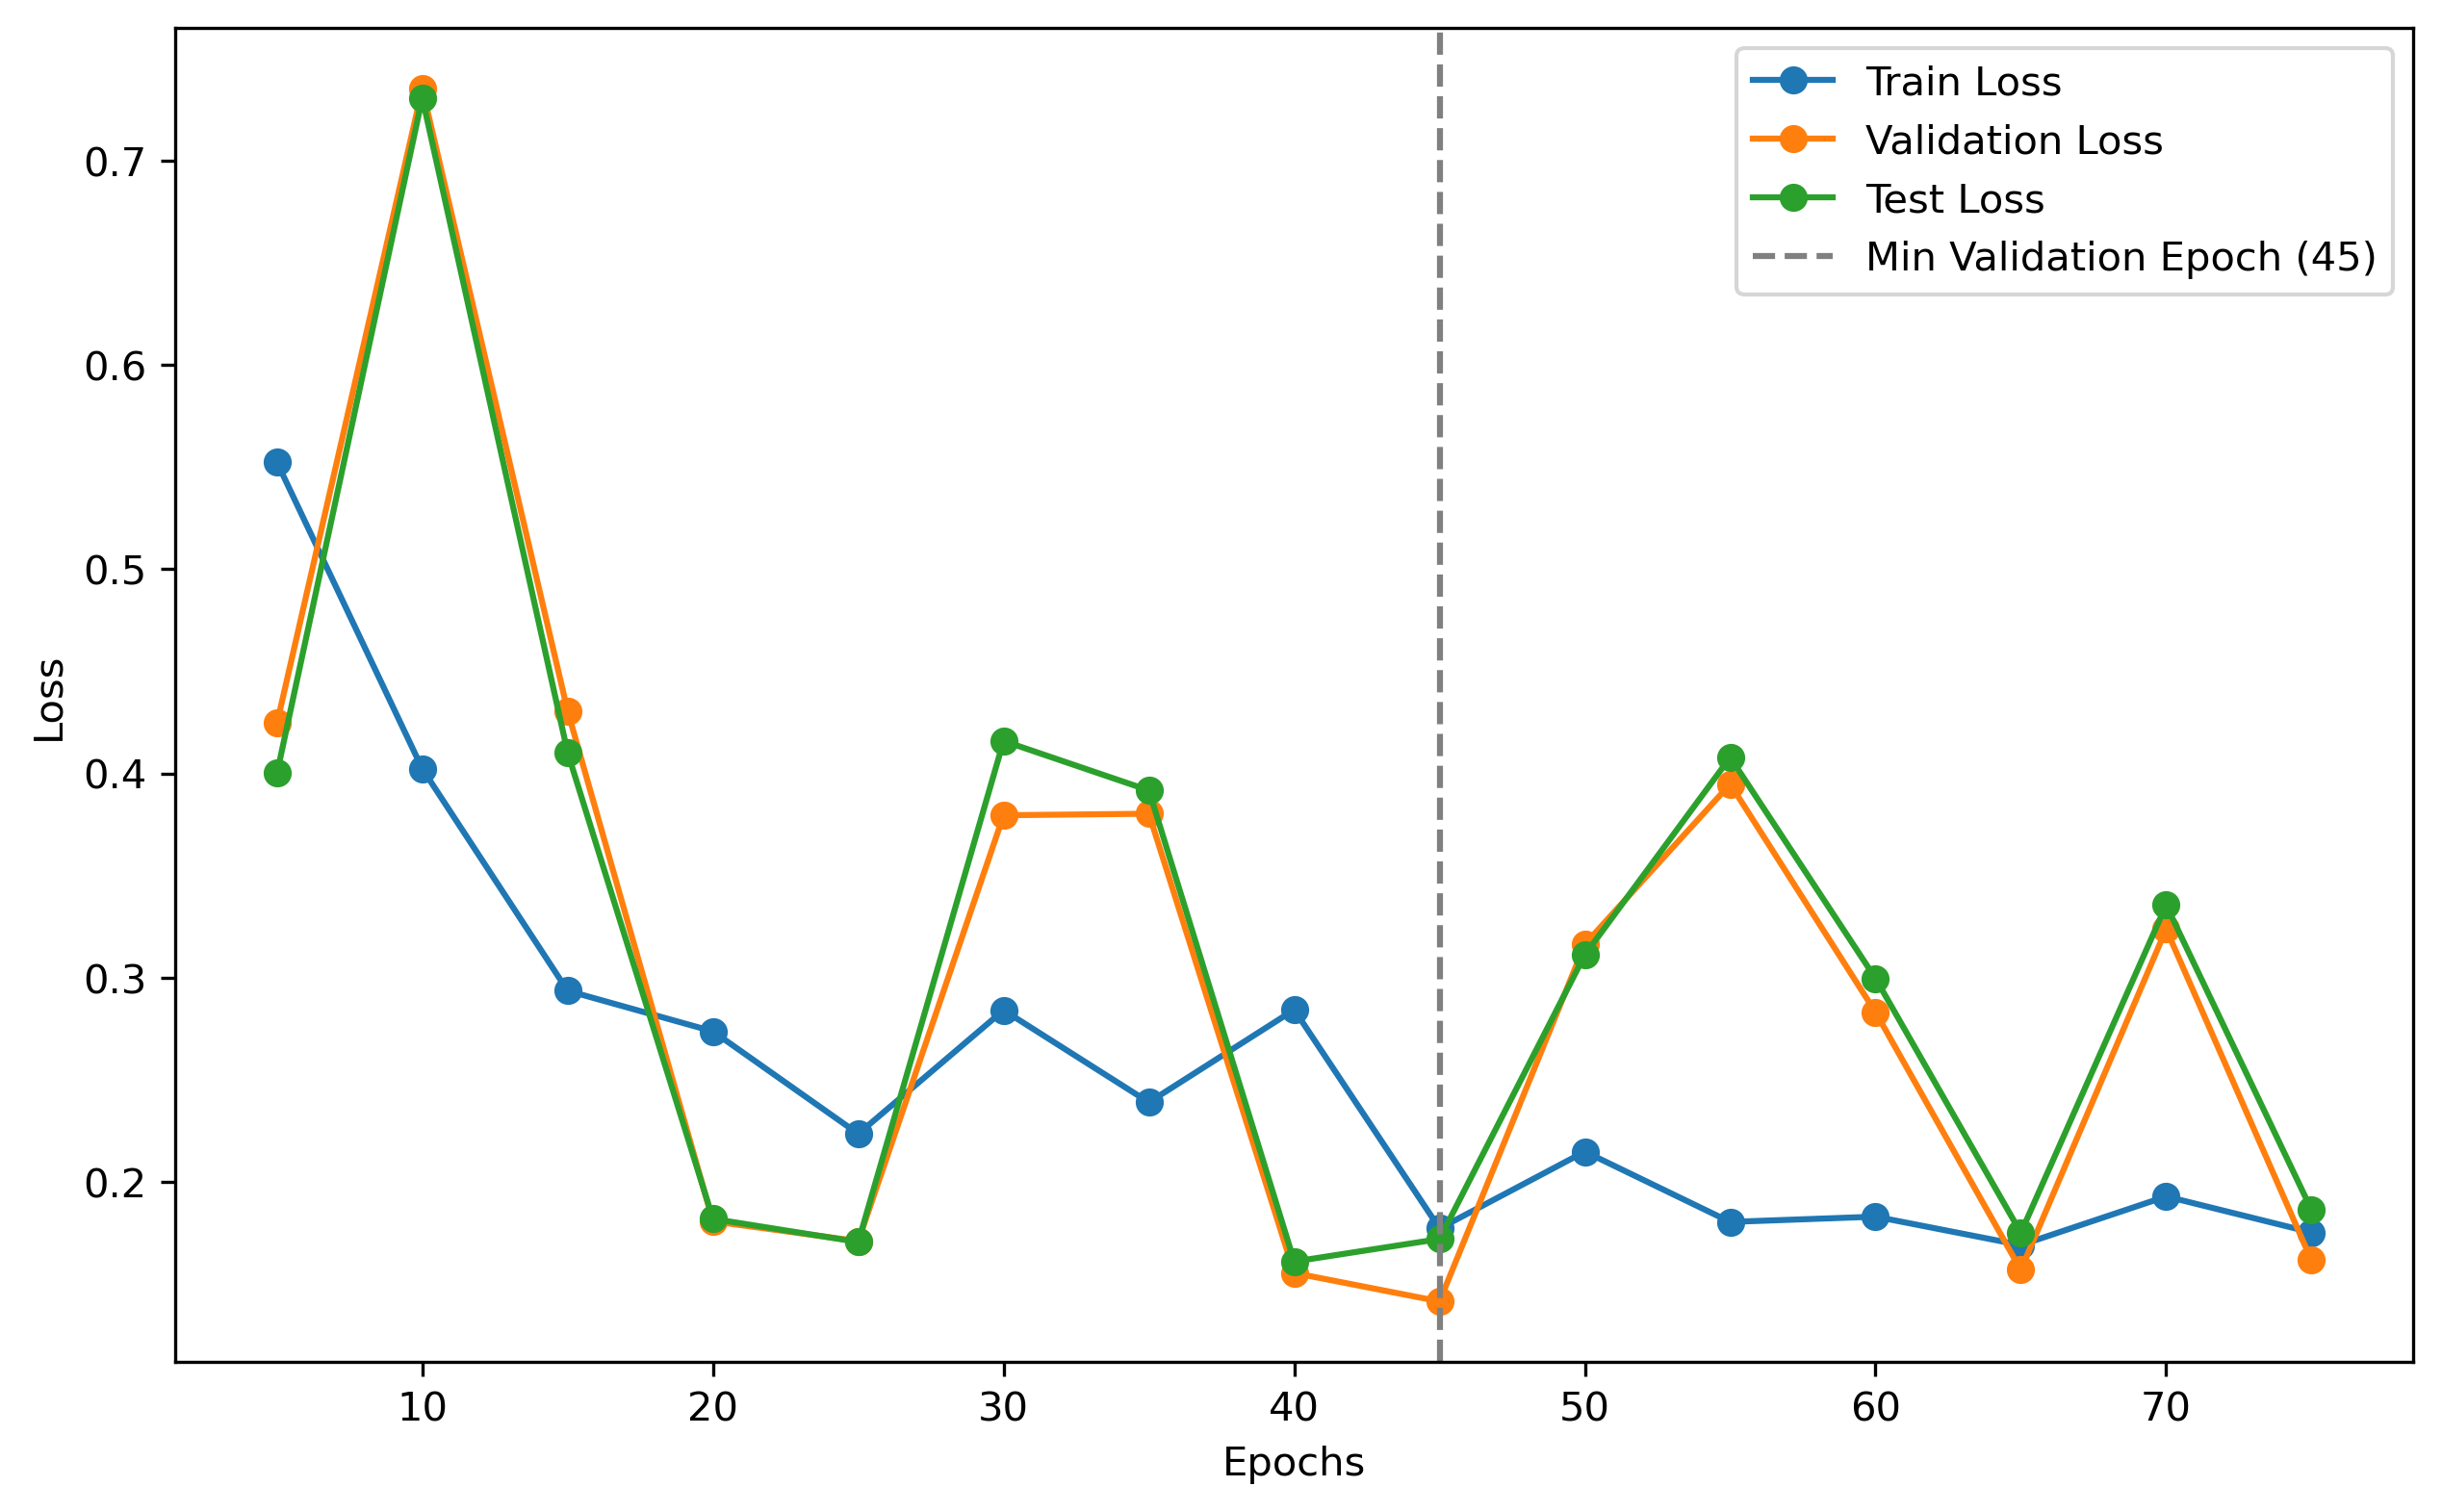 Train Loss
Validation Loss
Test Loss
Min Validation Epoch (45)
0.7
0.6
0.5
0.4
0.3
0.2
Loss
10 20 30 40 50 60 70
Epochs